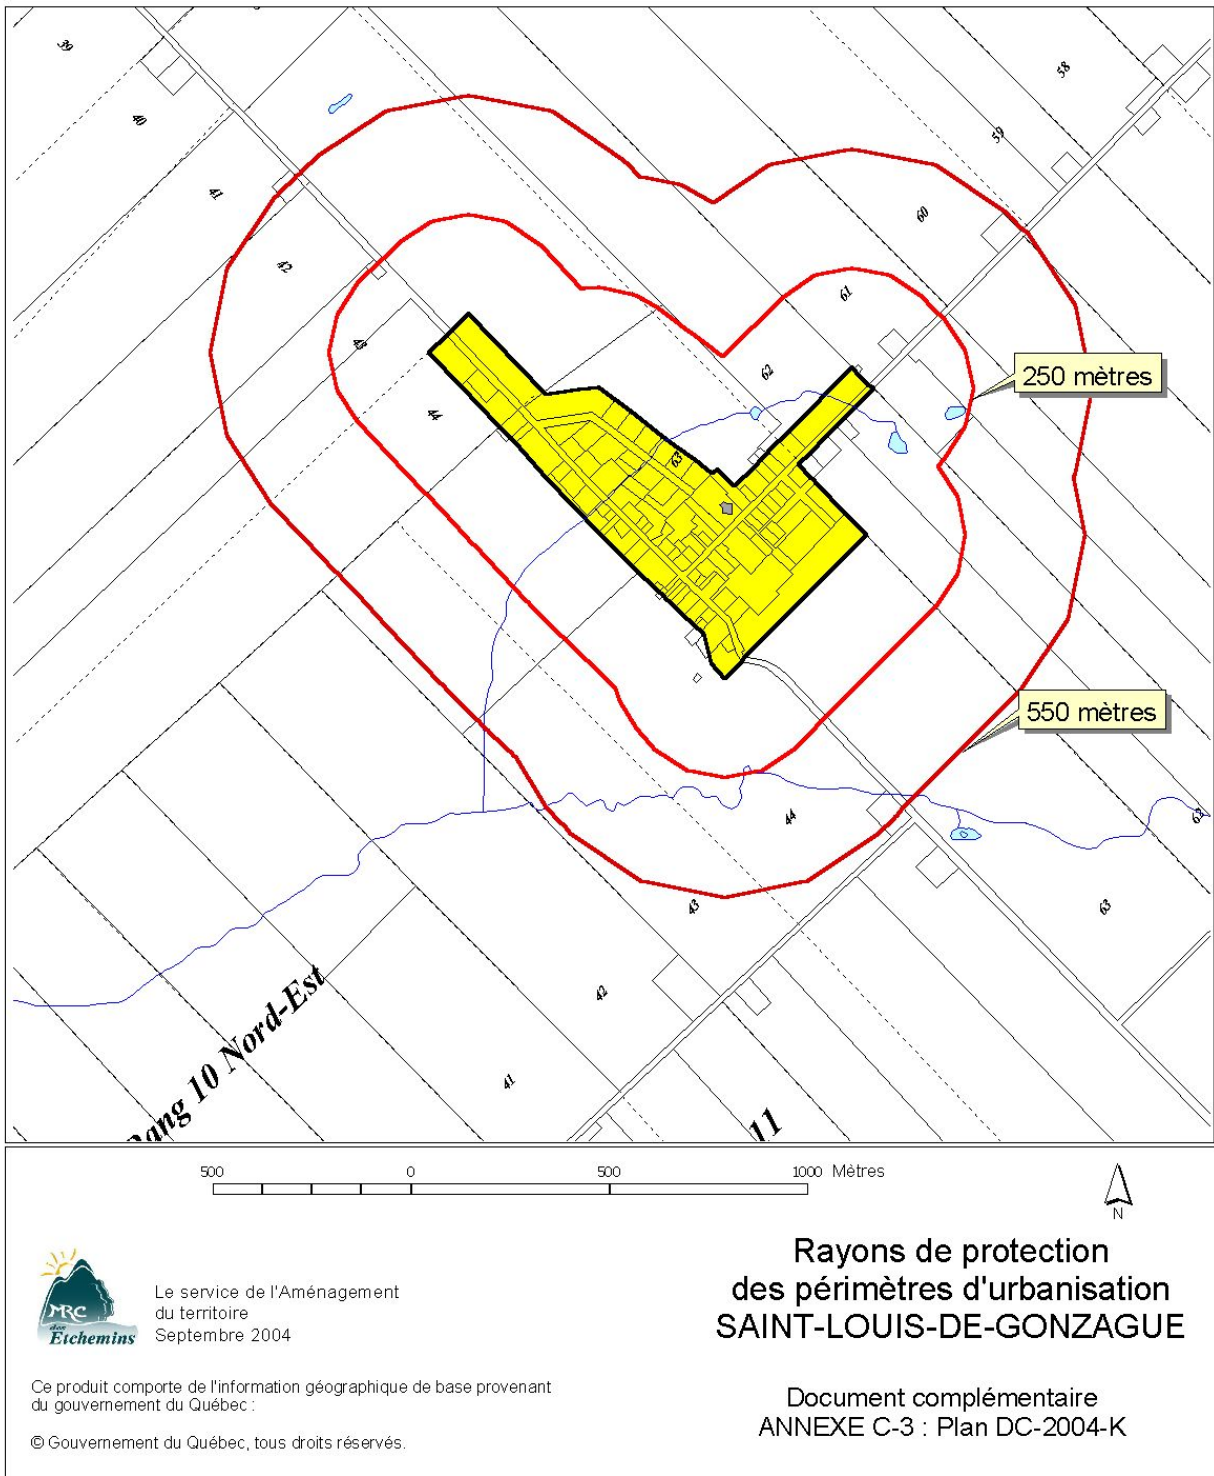 39
58
40
59
41
60
42
61
43
62
250 mètres
44
63
550 mètres
44
62
43
63
42
Rang 10 Nord-Est
41
11
500 0 500 1000 Mètres
N
Rayons de protection
des périmètres d'urbanisation
SAINT-LOUIS-DE-GONZAGUE
MRC
des
Etchemins
Le service de l'Aménagement
du territoire
Septembre 2004
Ce produit comporte de l'information géographique de base provenant
du gouvernement du Québec :
© Gouvernement du Québec, tous droits réservés.
Document complémentaire
ANNEXE C-3 : Plan DC-2004-K